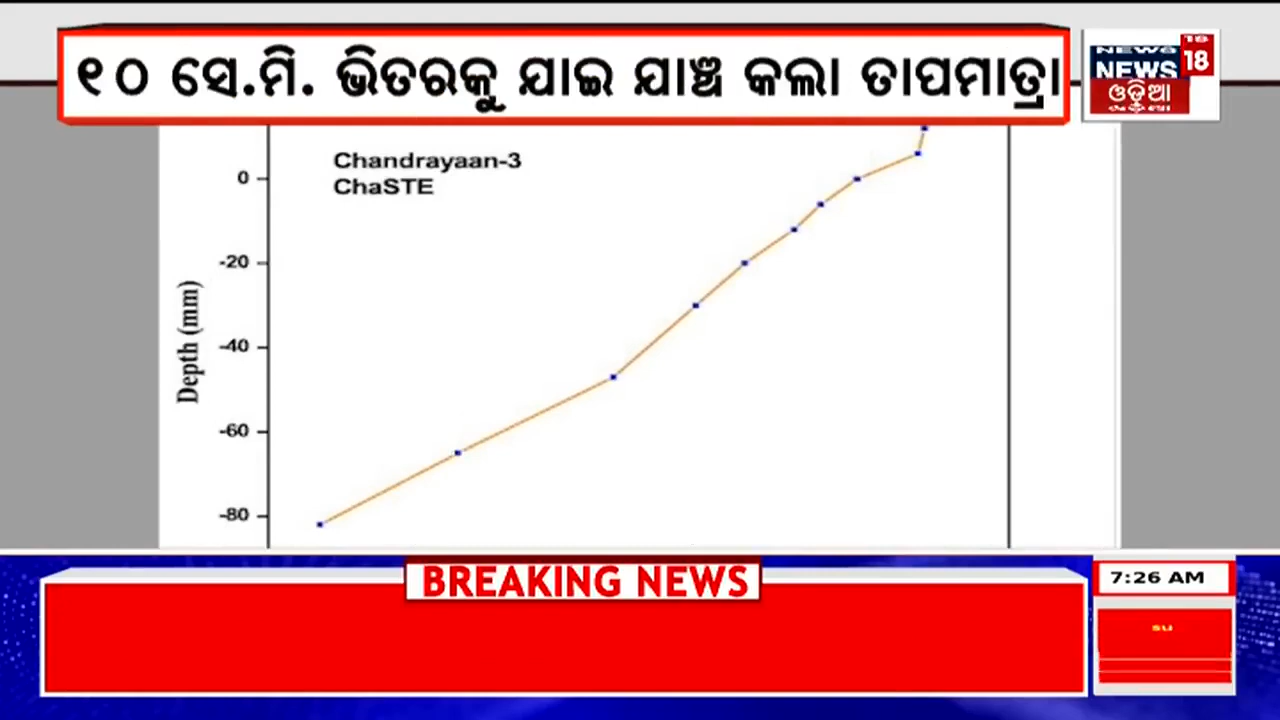 ୧୦ ସେ.ମି. ଭିତରକୁ ଯାଇ ଯାଞ୍ଚ କଲା ତାପମାତ୍ରା
NEWS
18
ଓଡ଼ିଆ
Chandrayaan-3
ChaSTE
0
-20
-40
-60
-80
Depth (mm)
BREAKING NEWS
7:26 AM